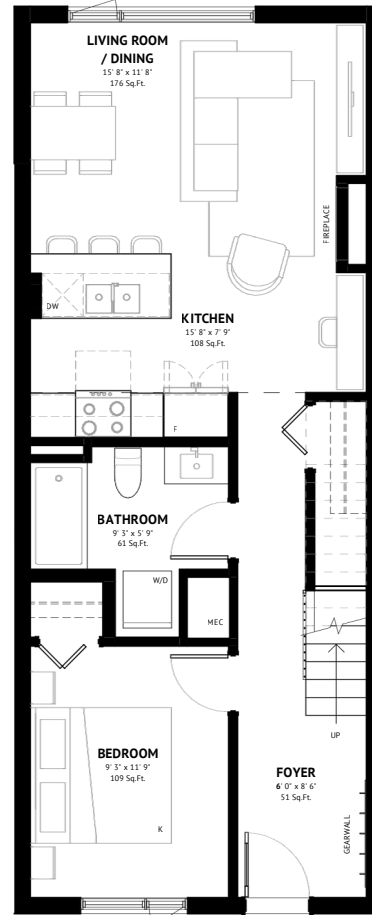 LIVING ROOM
/ DINING
15' 8" x 11' 8"
176 Sq.Ft.
FIREPLACE
DW
KITCHEN
15' 8" x 7' 9"
108 Sq.Ft.
F
BATHROOM
9' 3" x 5' 9"
61 Sq.Ft.
W/D
MEC
UP
BEDROOM
9' 3" x 11' 9"
109 Sq.Ft.
K
FOYER
6' 0" x 8' 6"
51 Sq.Ft.
GEARWALL